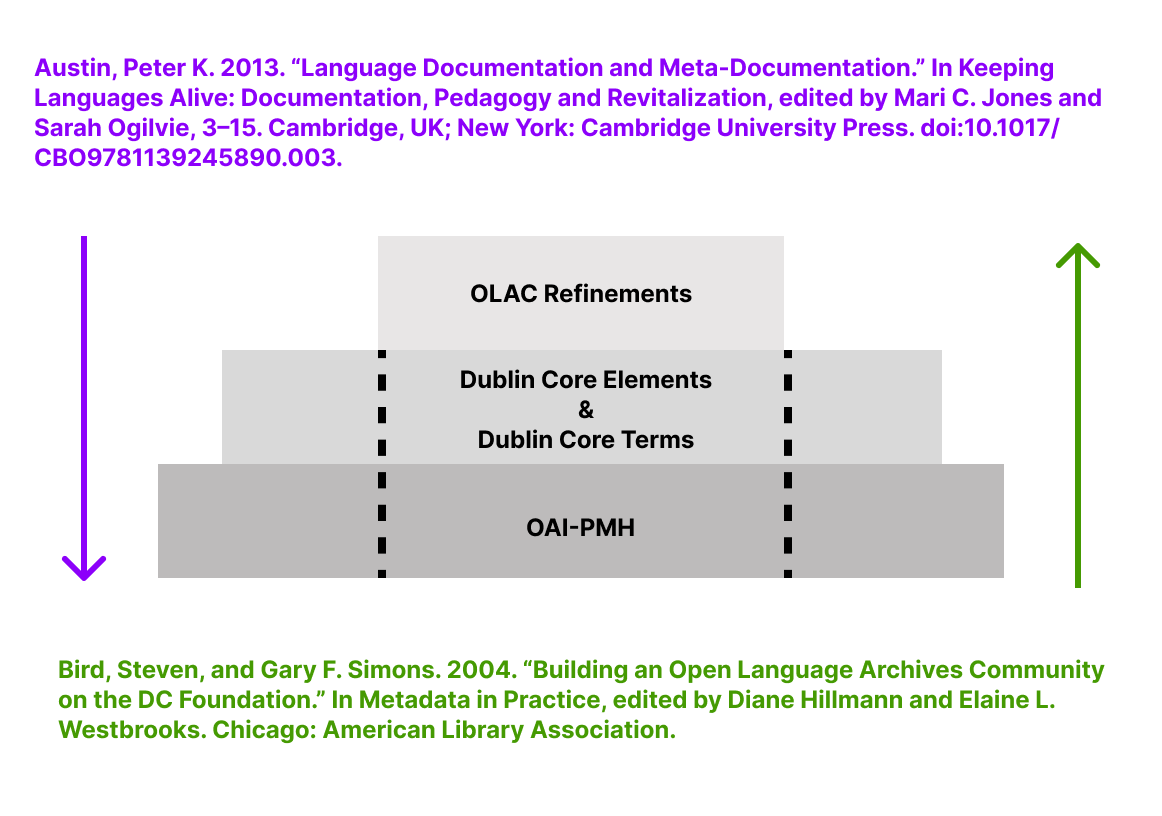 Austin, Peter K. 2013. “Language Documentation and Meta-Documentation.” In Keeping
Languages Alive: Documentation, Pedagogy and Revitalization, edited by Mari C. Jones and
Sarah Ogilvie, 3–15. Cambridge, UK; New York: Cambridge University Press. doi:10.1017/
CBO9781139245890.003.
OLAC Refinements
Dublin Core Elements
&
Dublin Core Terms
OAI-PMH
Bird, Steven, and Gary F. Simons. 2004. “Building an Open Language Archives Community
on the DC Foundation.” In Metadata in Practice, edited by Diane Hillmann and Elaine L.
Westbrooks. Chicago: American Library Association.